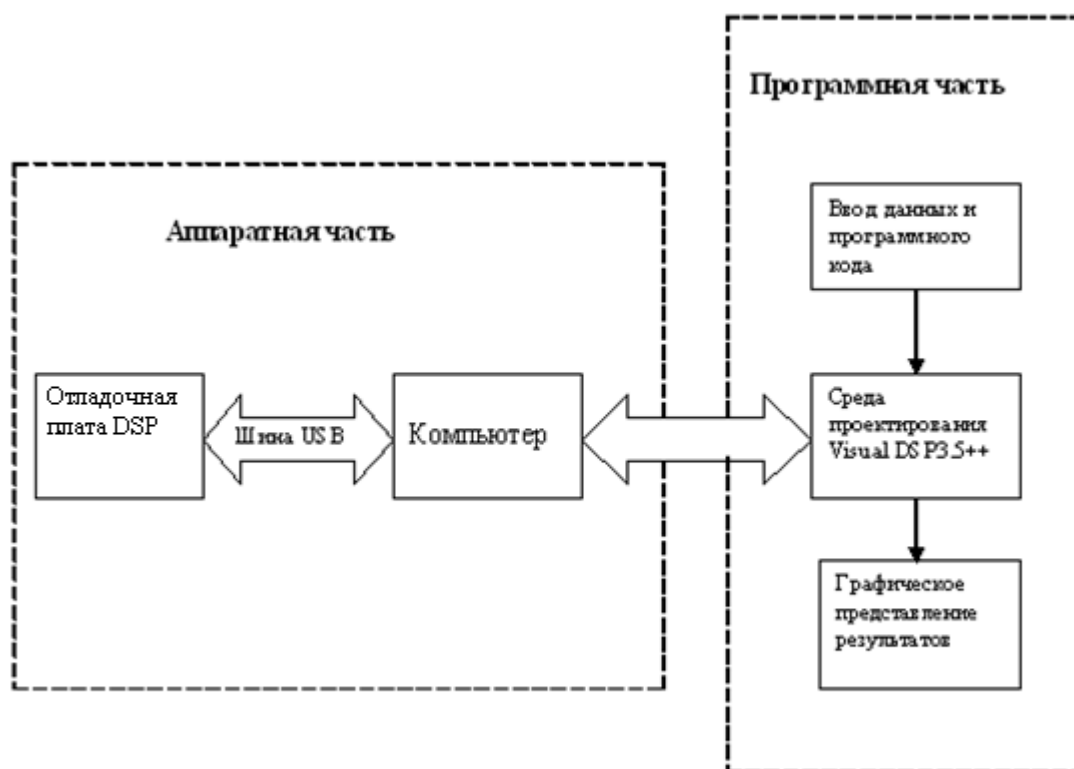 Программная часть
Аппаратная часть
Ввод данных и
программного
кода
Отладочная
плата DSP
Шина USB
Компьютер
Среда
проектирования
Visual DSP3.5++
Графическое
представление
результатов